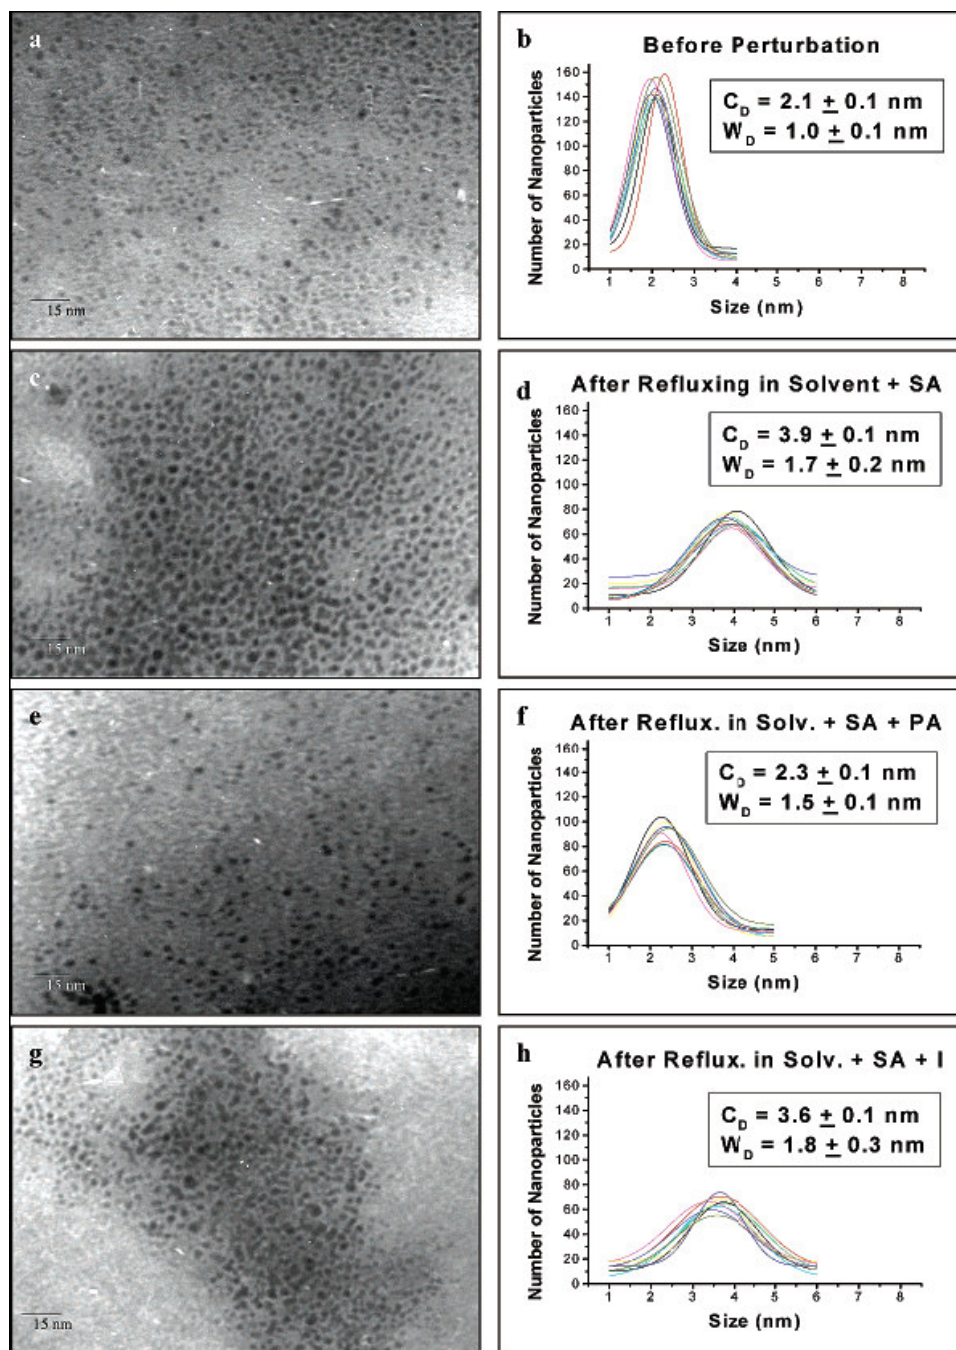 a
15 nm
b
Before Perturbation
C_D = 2.1 ± 0.1 nm
W_D = 1.0 ± 0.1 nm
Number of Nanoparticles
160
140
120
100
80
60
40
20
0
1 2 3 4 5 6 7 8
Size (nm)
c
15 nm
d
After Refluxing in Solvent + SA
C_D = 3.9 ± 0.1 nm
W_D = 1.7 ± 0.2 nm
Number of Nanoparticles
160
140
120
100
80
60
40
20
0
1 2 3 4 5 6 7 8
Size (nm)
e
15 nm
f
After Reflux. in Solv. + SA + PA
C_D = 2.3 ± 0.1 nm
W_D = 1.5 ± 0.1 nm
Number of Nanoparticles
160
140
120
100
80
60
40
20
0
1 2 3 4 5 6 7 8
Size (nm)
g
15 nm
h
After Reflux. in Solv. + SA + I
C_D = 3.6 ± 0.1 nm
W_D = 1.8 ± 0.3 nm
Number of Nanoparticles
160
140
120
100
80
60
40
20
0
1 2 3 4 5 6 7 8
Size (nm)